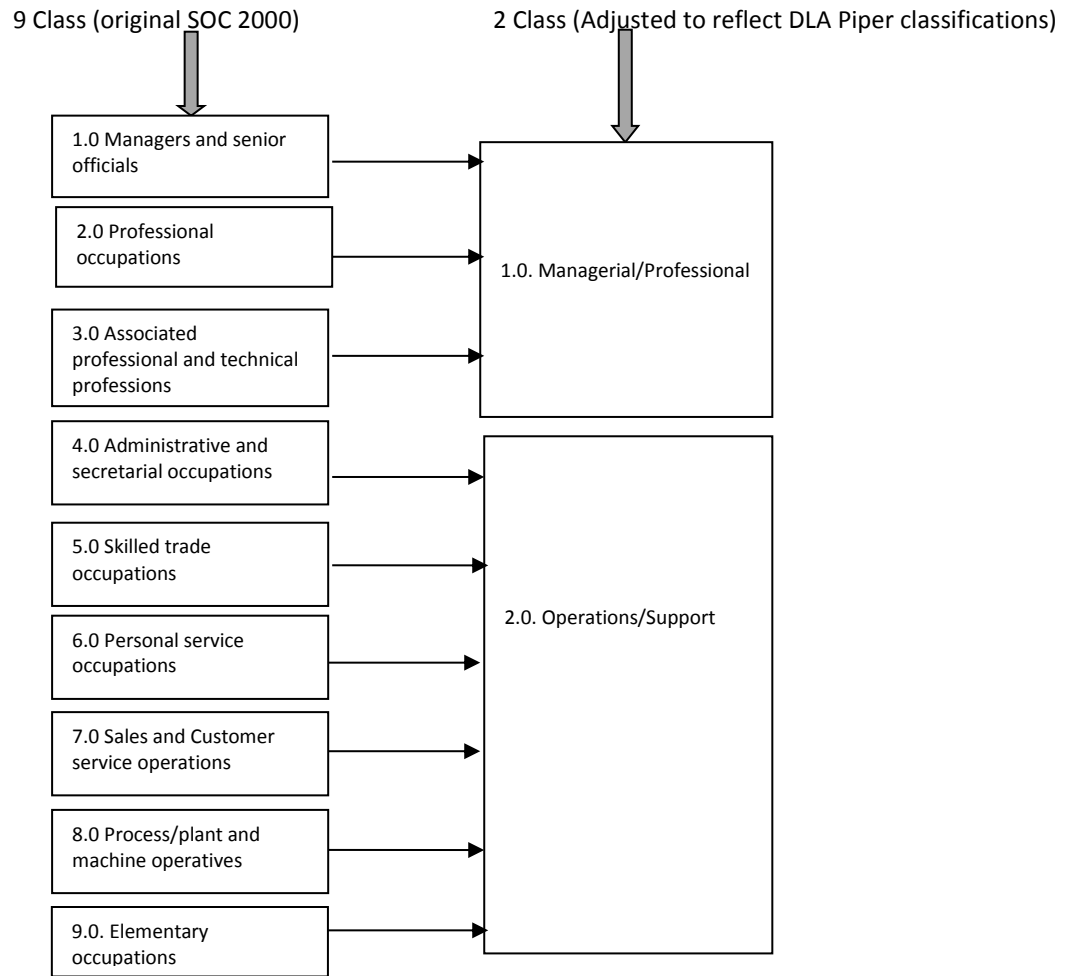 9 Class (original SOC 2000)
2 Class (Adjusted to reflect DLA Piper classifications)
1.0 Managers and senior
officials
2.0 Professional
occupations
3.0 Associated
professional and technical
professions
4.0 Administrative and
secretarial occupations
5.0 Skilled trade
occupations
6.0 Personal service
occupations
7.0 Sales and Customer
service operations
8.0 Process/plant and
machine operatives
9.0. Elementary
occupations
1.0. Managerial/Professional
2.0. Operations/Support